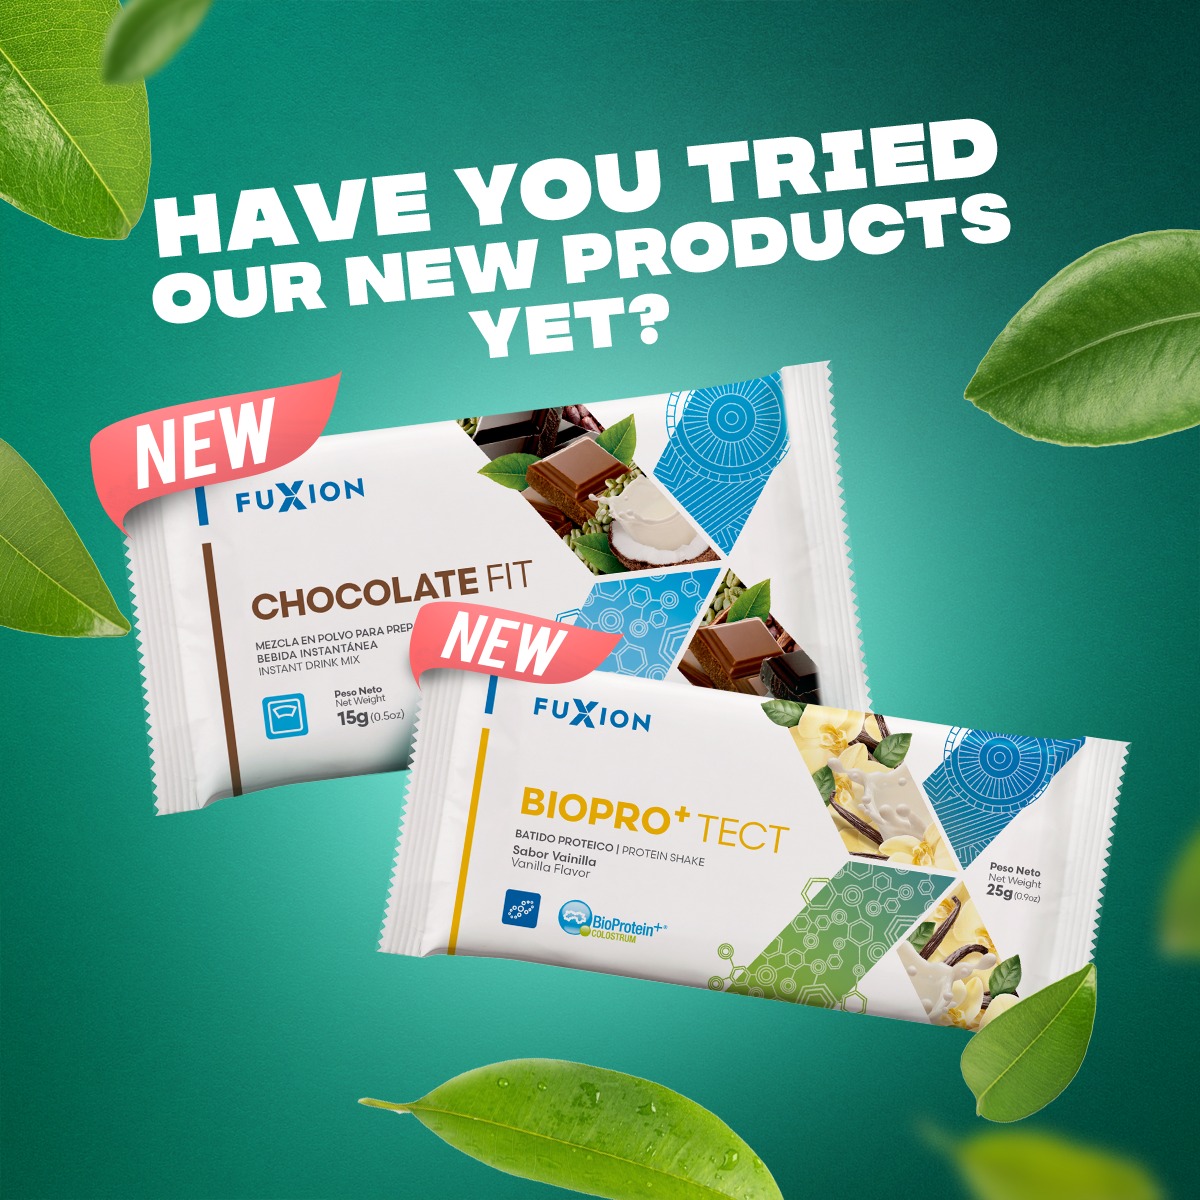 HAVE YOU TRIED
OUR NEW PRODUCTS
YET?
NEW
FUXION
CHOCOLATE FIT
MEZCLA EN POLVO PARA PREP
BEBIDA INSTANTÁNEA
INSTANT DRINK MIX
Peso Neto
Net Weight
15g (0.5oz)
NEW
FUXION
BIOPRO+ TECT
BATIDO PROTEICO | PROTEIN SHAKE
Sabor Vainilla
Vanilla Flavor
BioProtein+®
COLOSTRUM
Peso Neto
Net Weight
25g (0.9oz)